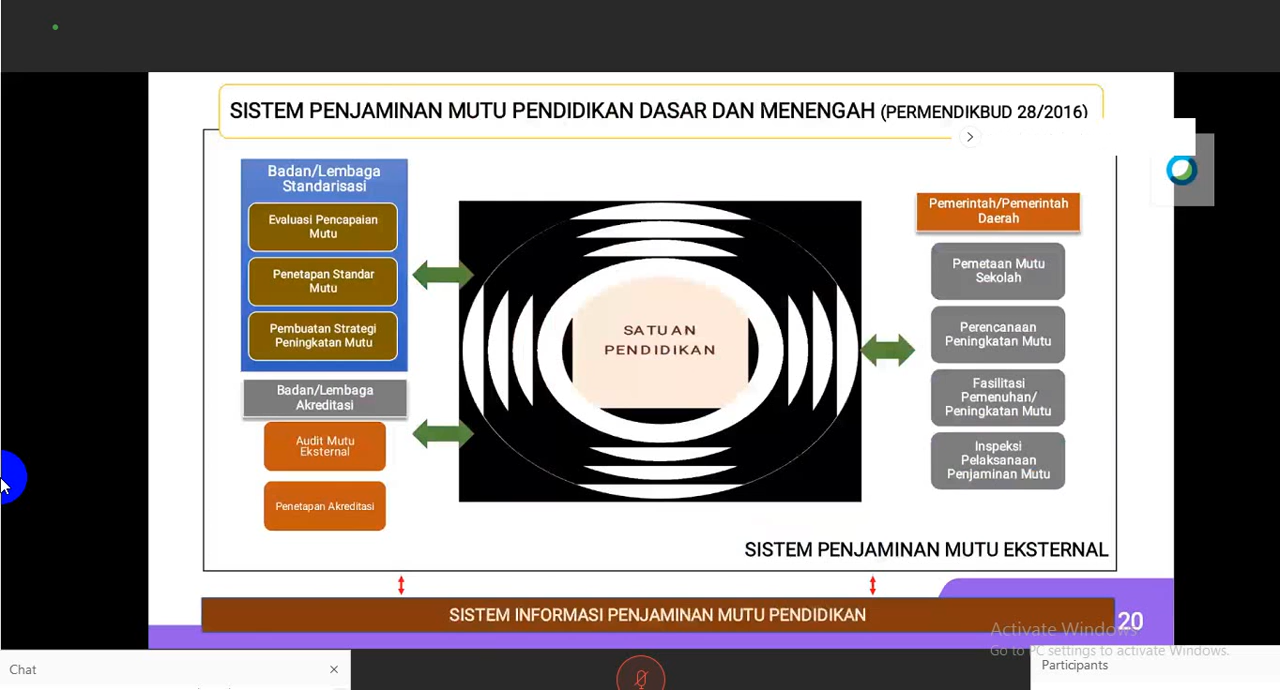 SISTEM PENJAMINAN MUTU PENDIDIKAN DASAR DAN MENENGAH (PERMENDIKBUD 28/2016)
Badan/Lembaga
Standarisasi
Evaluasi Pencapaian
Mutu
Penetapan Standar
Mutu
Pembuatan Strategi
Peningkatan Mutu
Badan/Lembaga
Akreditasi
Audit Mutu
Eksternal
Penetapan Akreditasi
SATUAN
PENDIDIKAN
Pemerintah/Pemerintah
Daerah
Pemetaan Mutu
Sekolah
Perencanaan
Peningkatan Mutu
Fasilitasi
Pemenuhan/
Peningkatan Mutu
Inspeksi
Pelaksanaan
Penjaminan Mutu
SISTEM PENJAMINAN MUTU EKSTERNAL
SISTEM INFORMASI PENJAMINAN MUTU PENDIDIKAN
20
Activate Windows
Go to PC settings to activate Windows.
Chat
Participants